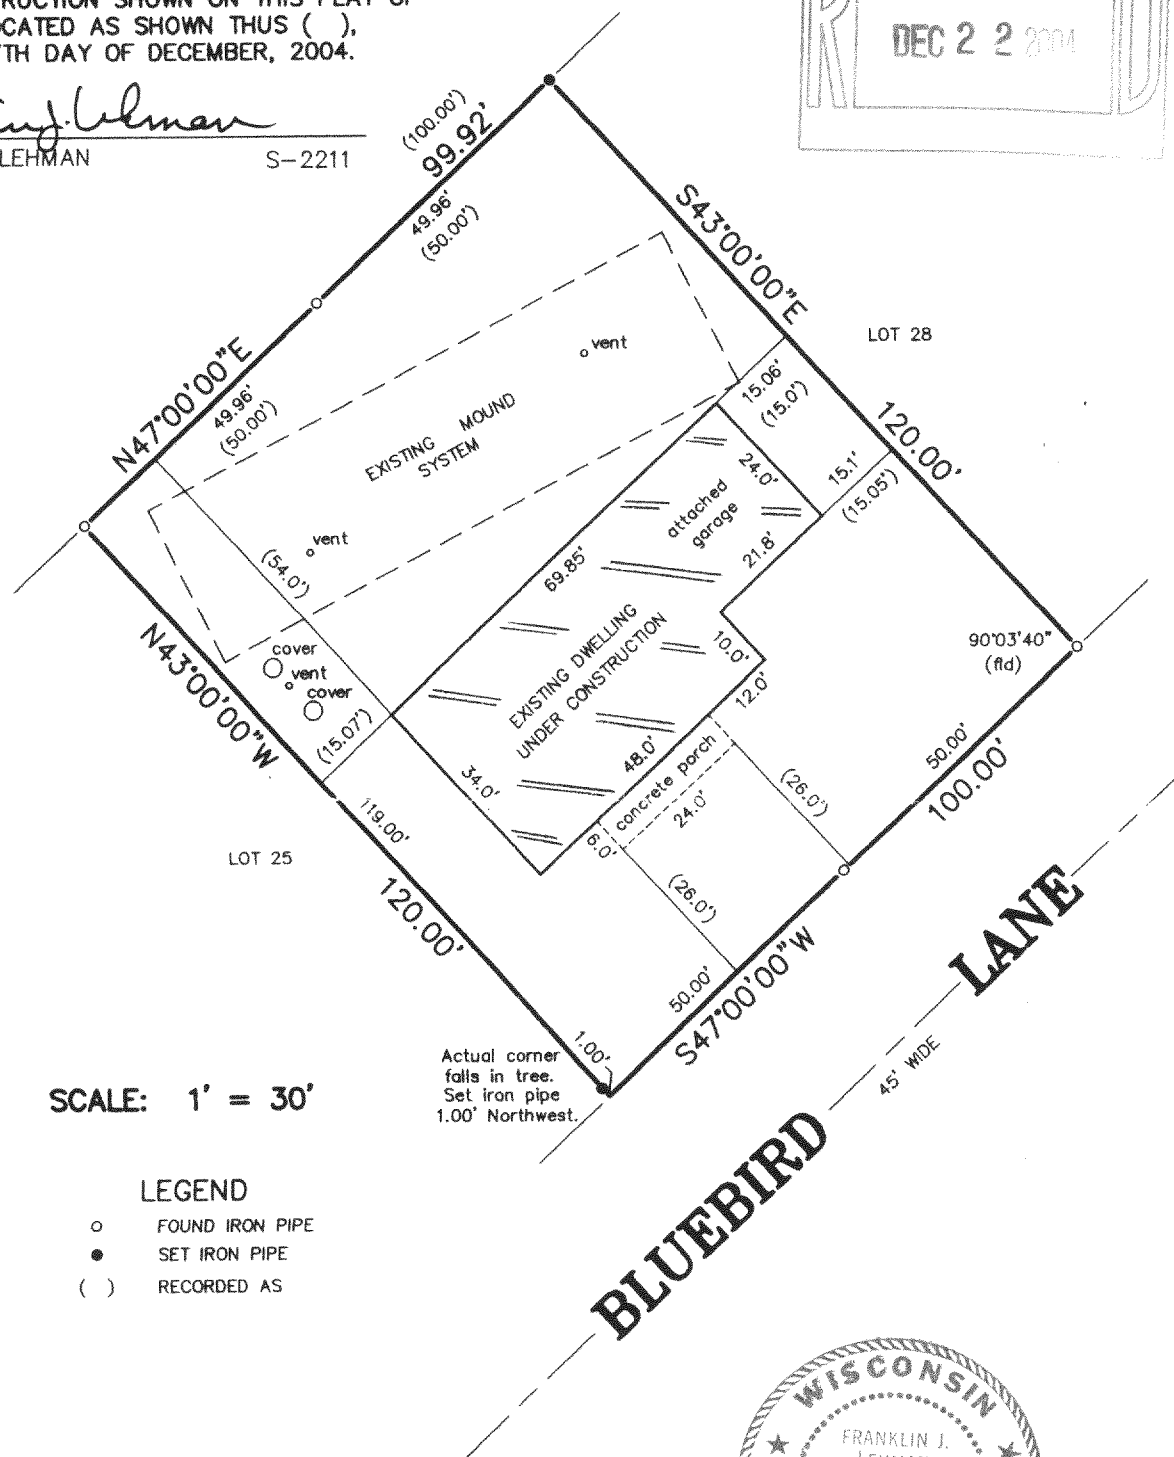 RUCTION SHOWN ON THIS PLAT OF
CATED AS SHOWN THUS ( ),
TH DAY OF DECEMBER, 2004.
LEHMAN S-2211
DEC 2 2 2004
R D
(100.00')
99.92'
49.96'
(50.00')
S43°00'00"E
LOT 28
N47°00'00"E
49.96'
(50.00')
vent
EXISTING MOUND
SYSTEM
15.06'
(15.0')
120.00'
24.0'
15.1'
(15.05')
attached
garage
21.8'
vent
(54.0')
69.85'
N43°00'00"W
cover
vent
cover
(15.07')
EXISTING DWELLING
UNDER CONSTRUCTION
10.0'
12.0'
90°03'40"
(fld)
34.0'
48.0'
concrete porch
24.0'
6.0'
(26.0')
(26.0')
50.00'
100.00'
119.00'
LOT 25
120.00'
50.00'
S47°00'00"W
1.00'
Actual corner
falls in tree.
Set iron pipe
1.00' Northwest.
BLUEBIRD LANE
45' WIDE
SCALE: 1' = 30'
LEGEND
o FOUND IRON PIPE
● SET IRON PIPE
( ) RECORDED AS
WISCONSIN
FRANKLIN J.